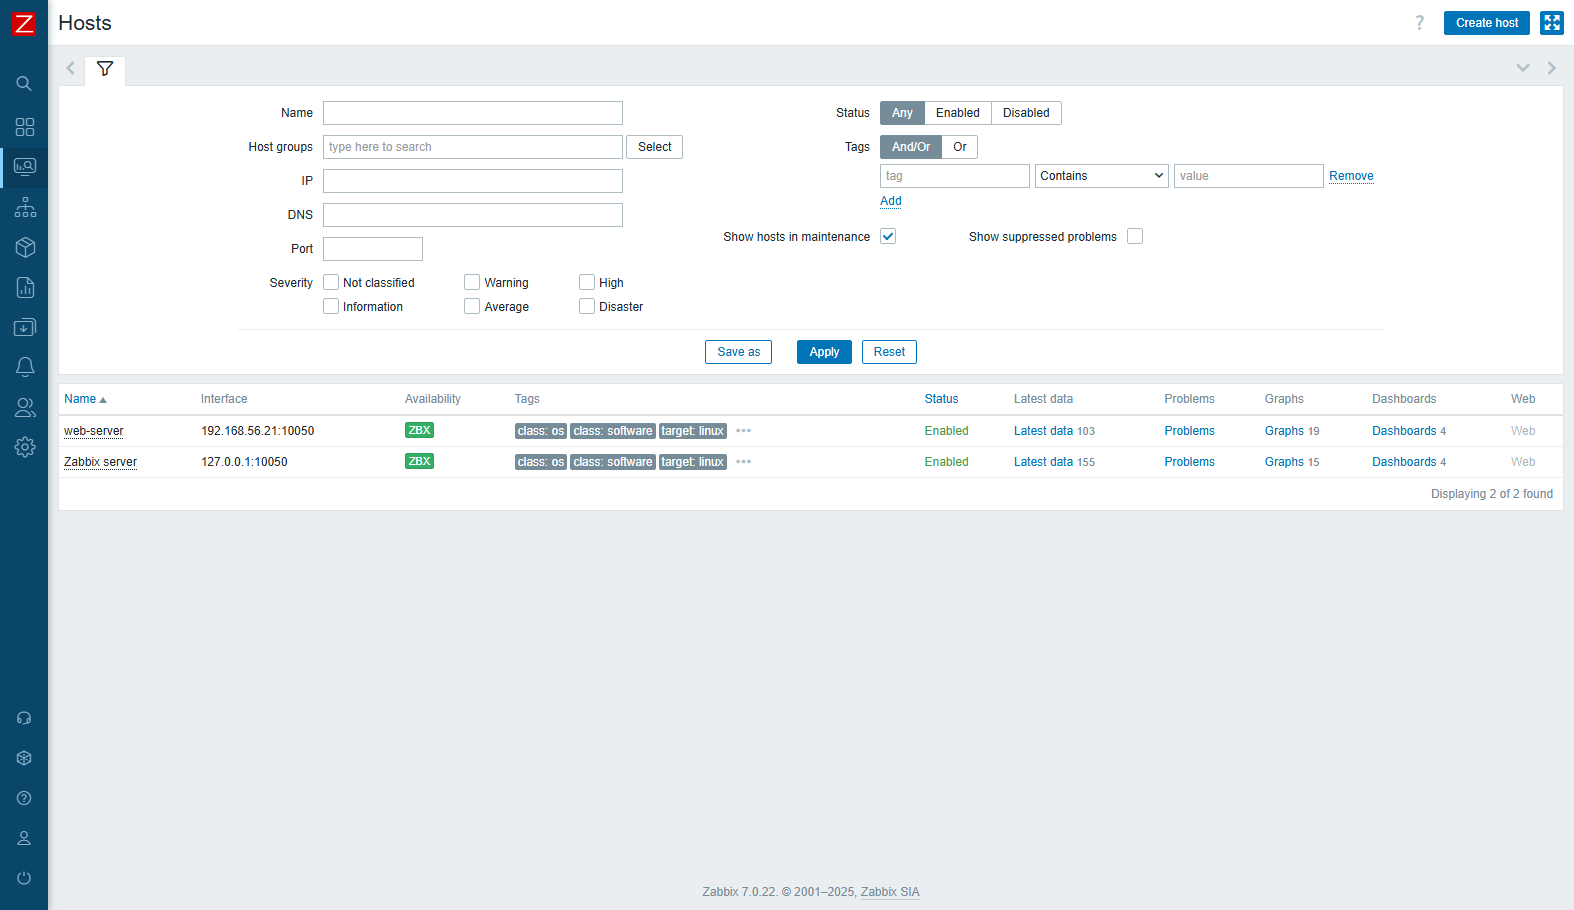 Z
Hosts
? Create host
Name
Host groups type here to search Select
IP
DNS
Port
Severity Not classified Warning High
Information Average Disaster
Status Any Enabled Disabled
Tags And/Or Or
tag Contains value Remove
Add
Show hosts in maintenance Show suppressed problems
Save as Apply Reset
Name Interface Availability Tags Status Latest data Problems Graphs Dashboards Web
web-server 192.168.56.21:10050 ZBX class: os class: software target: linux ••• Enabled Latest data 103 Problems Graphs 19 Dashboards 4 Web
Zabbix server 127.0.0.1:10050 ZBX class: os class: software target: linux ••• Enabled Latest data 155 Problems Graphs 15 Dashboards 4 Web
Displaying 2 of 2 found
Zabbix 7.0.22. © 2001–2025, Zabbix SIA